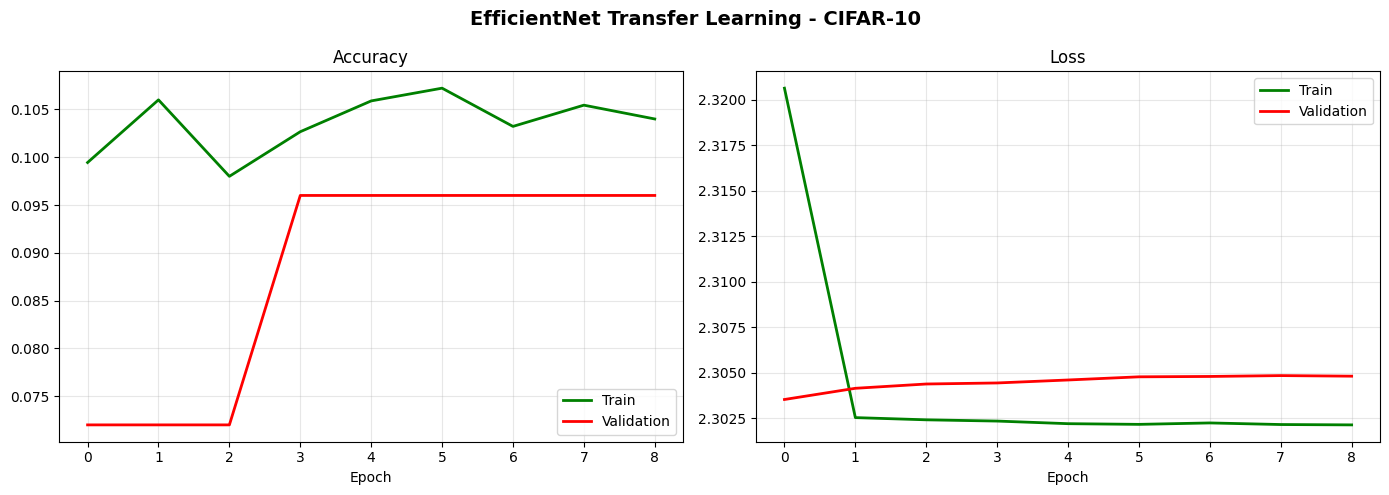 EfficientNet Transfer Learning - CIFAR-10
Accuracy
0.105
0.100
0.095
0.090
0.085
0.080
0.075
Train
Validation
0 1 2 3 4 5 6 7 8
Epoch
Loss
2.3200
2.3175
2.3150
2.3125
2.3100
2.3075
2.3050
2.3025
Train
Validation
0 1 2 3 4 5 6 7 8
Epoch